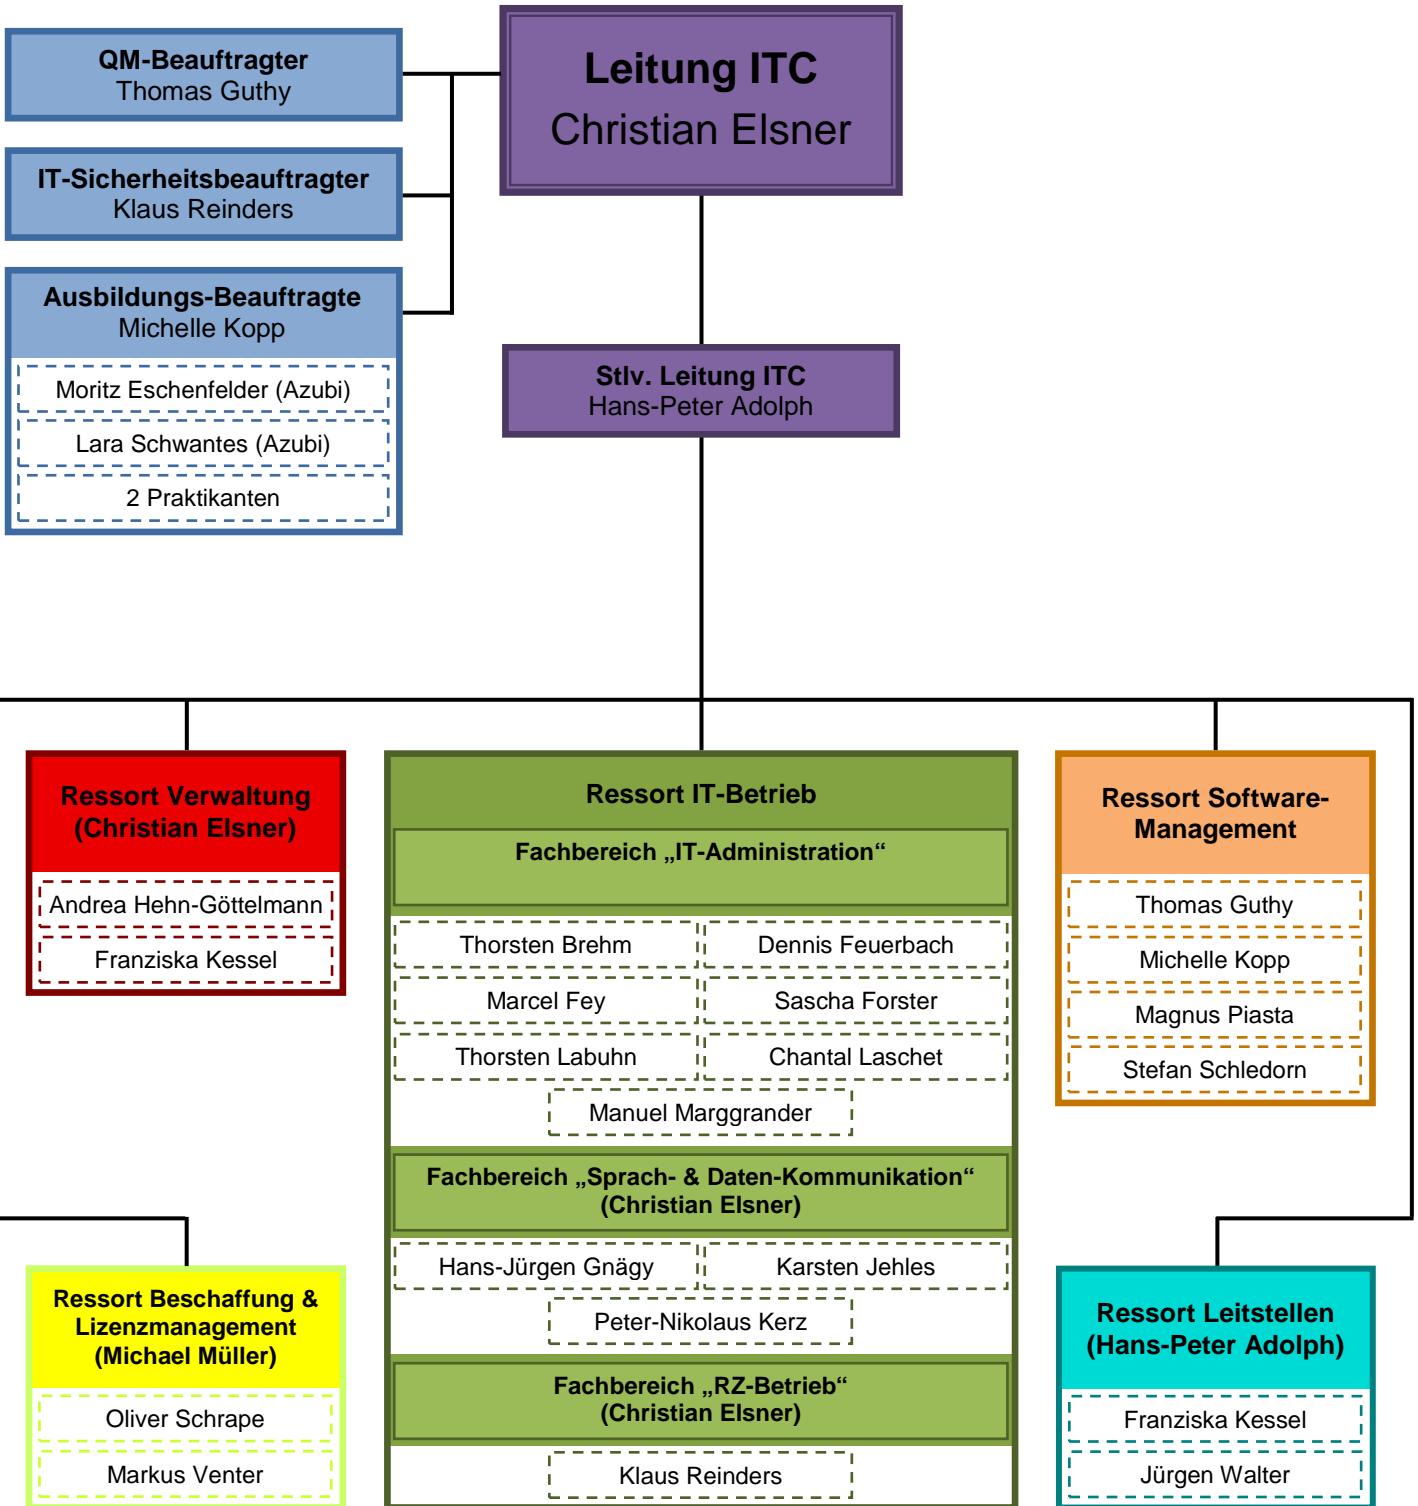 QM-Beauftragter
Thomas Guthy
Leitung ITC
Christian Elsner
IT-Sicherheitsbeauftragter
Klaus Reinders
Ausbildungs-Beauftragte
Michelle Kopp
Moritz Eschenfelder (Azubi)
Lara Schwantes (Azubi)
2 Praktikanten
Stlv. Leitung ITC
Hans-Peter Adolph
Ressort Verwaltung
(Christian Elsner)
Andrea Hehn-Göttelmann
Franziska Kessel
Ressort IT-Betrieb
Fachbereich „IT-Administration“
Thorsten Brehm
Dennis Feuerbach
Marcel Fey
Sascha Forster
Thorsten Labuhn
Chantal Laschet
Manuel Marggrander
Fachbereich „Sprach- & Daten-Kommunikation“
(Christian Elsner)
Hans-Jürgen Gnägy
Karsten Jehles
Peter-Nikolaus Kerz
Fachbereich „RZ-Betrieb“
(Christian Elsner)
Klaus Reinders
Ressort Software-
Management
Thomas Guthy
Michelle Kopp
Magnus Piasta
Stefan Schledorn
Ressort Beschaffung &
Lizenzmanagement
(Michael Müller)
Oliver Schrape
Markus Venter
Ressort Leitstellen
(Hans-Peter Adolph)
Franziska Kessel
Jürgen Walter